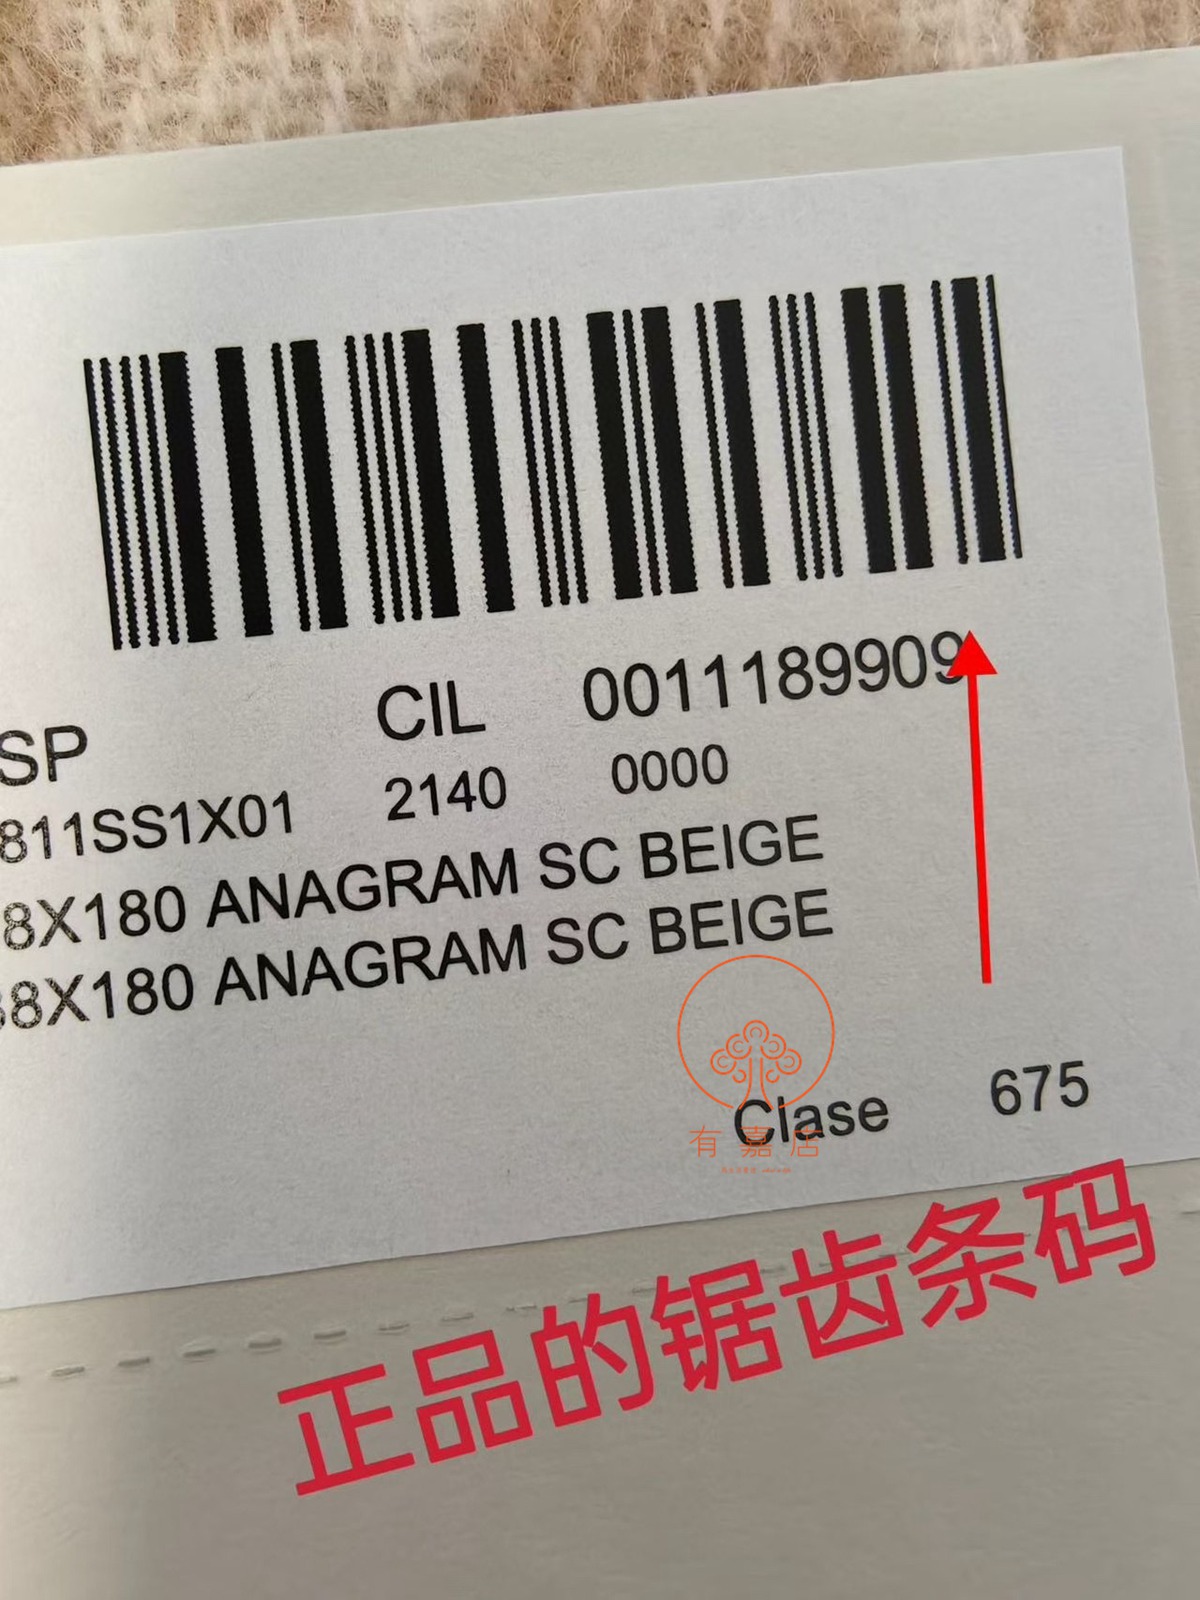 SP CIL 0011189909
811SS1X01 2140 0000
8X180 ANAGRAM SC BEIGE
38X180 ANAGRAM SC BEIGE
Clase 675
有嘉店
正品的锯齿条码